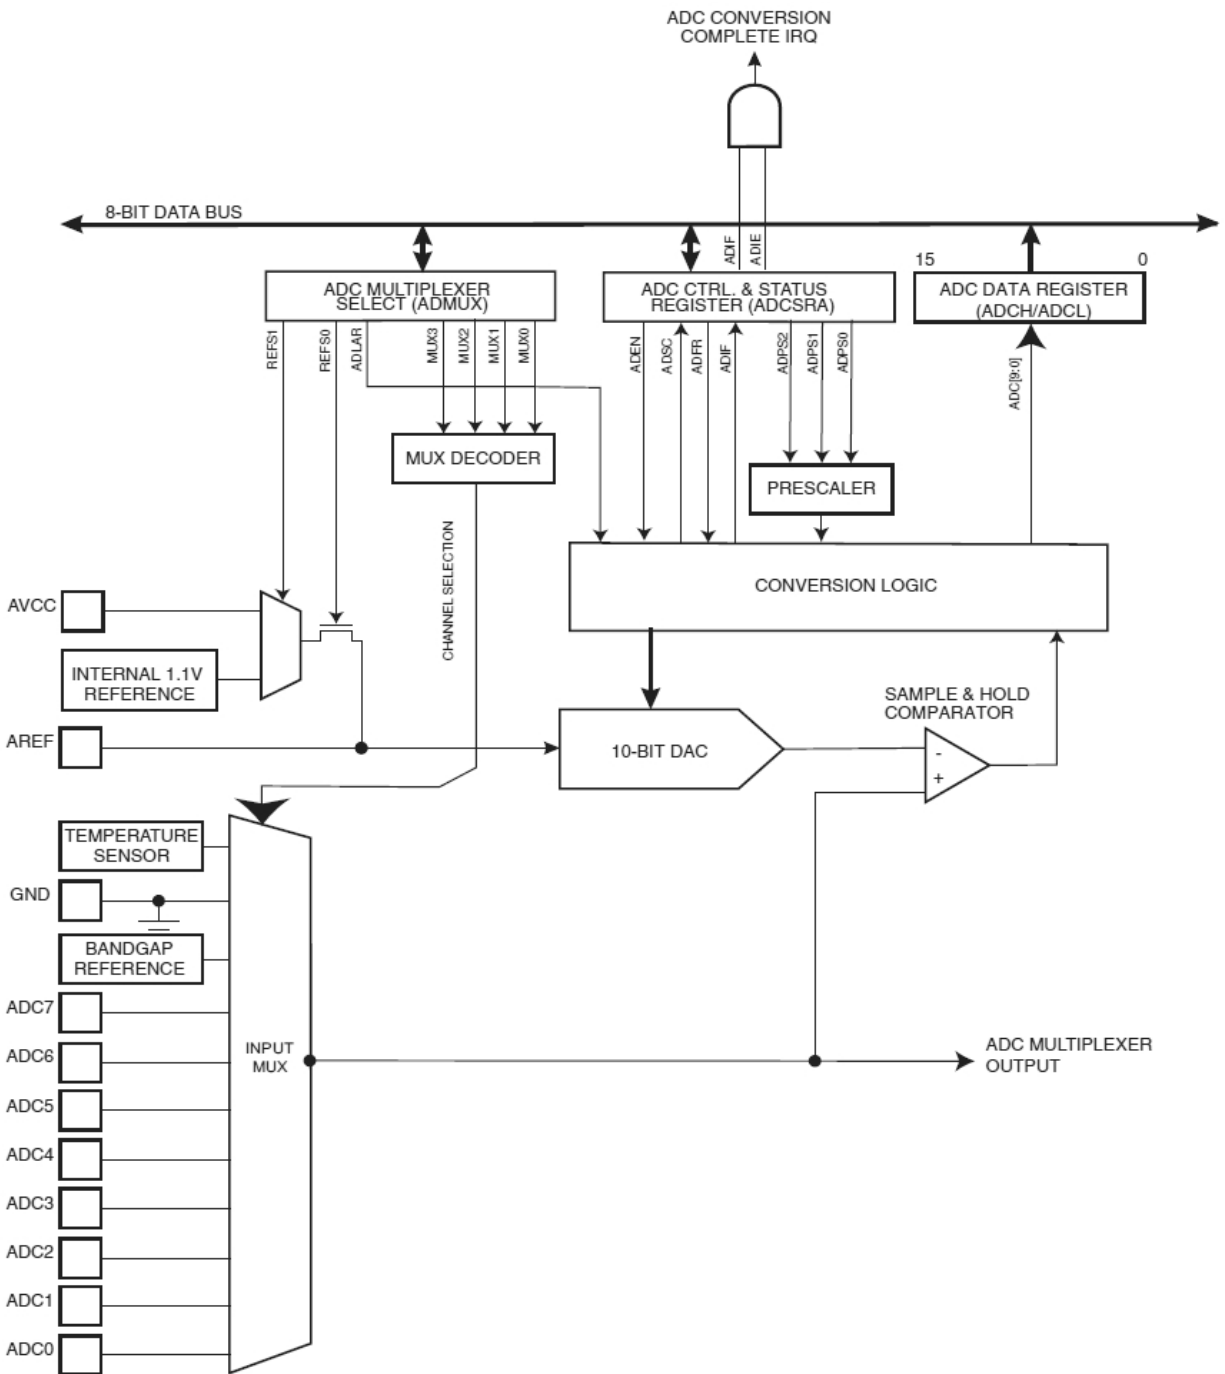 ADC CONVERSION
COMPLETE IRQ
8-BIT DATA BUS
ADIF
ADIE
15
0
ADC MULTIPLEXER
SELECT (ADMUX)
ADC CTRL. & STATUS
REGISTER (ADCSRA)
ADC DATA REGISTER
(ADCH/ADCL)
REFS1
REFS0
ADLAR
MUX3
MUX2
MUX1
MUX0
ADEN
ADSC
ADFR
ADIF
ADPS2
ADPS1
ADPS0
ADC[9:0]
MUX DECODER
PRESCALER
CHANNEL SELECTION
CONVERSION LOGIC
AVCC
INTERNAL 1.1V
REFERENCE
SAMPLE & HOLD
COMPARATOR
AREF
10-BIT DAC
-
+
TEMPERATURE
SENSOR
GND
BANDGAP
REFERENCE
ADC7
ADC6
INPUT
MUX
ADC MULTIPLEXER
OUTPUT
ADC5
ADC4
ADC3
ADC2
ADC1
ADC0